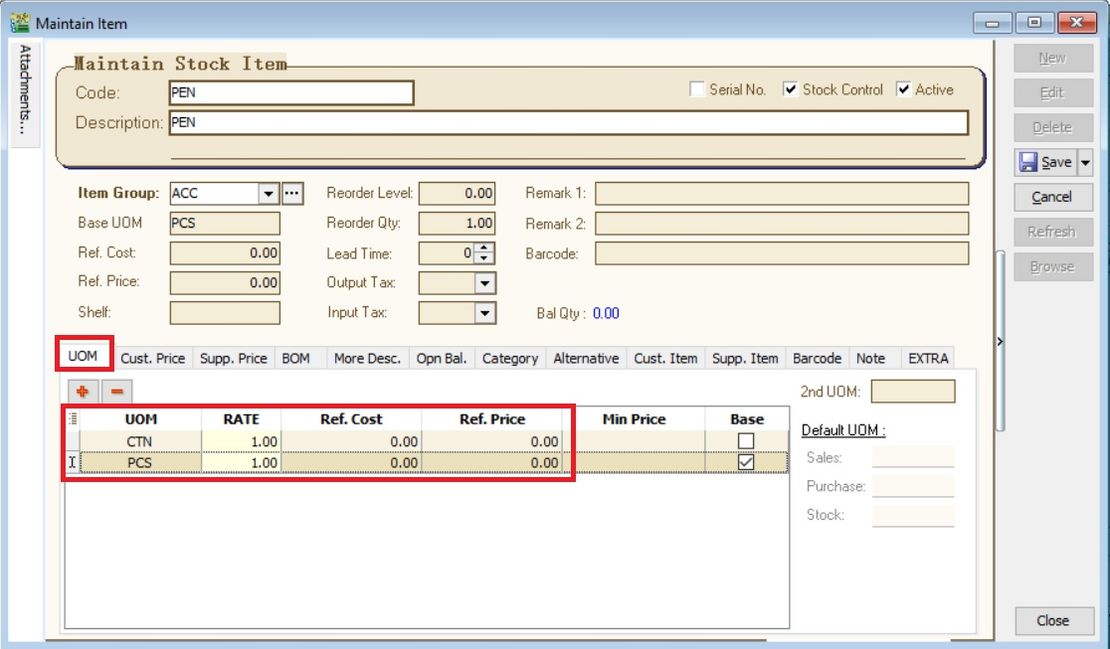 Maintain Item
Attachments...
Maintain Stock Item
Code: PEN
Serial No. Stock Control Active
Description: PEN
New
Edit
Delete
Save
Cancel
Refresh
Browse
Item Group: ACC Reorder Level: 0.00 Remark 1:
Base UOM PCS Reorder Qty: 1.00 Remark 2:
Ref. Cost: 0.00 Lead Time: 0 Barcode:
Ref. Price: 0.00 Output Tax:
Shelf: Input Tax: Bal Qty : 0.00
UOM Cust. Price Supp. Price BOM More Desc. Opn Bal. Category Alternative Cust. Item Supp. Item Barcode Note EXTRA
2nd UOM:
UOM RATE Ref. Cost Ref. Price Min Price Base
CTN 1.00 0.00 0.00
PCS 1.00 0.00 0.00
Default UOM :
Sales:
Purchase:
Stock:
Close